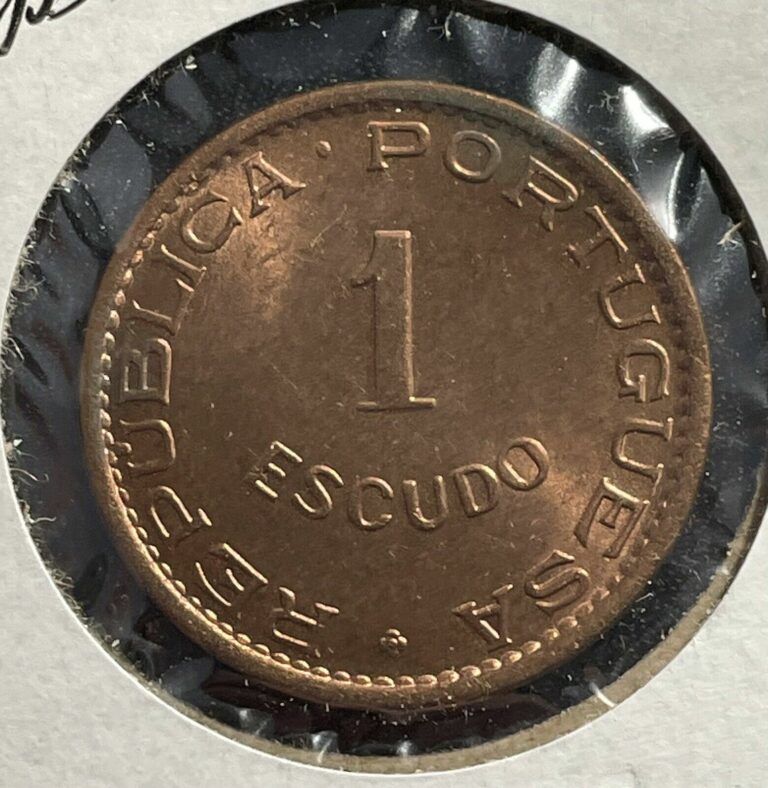 REPUBLICA · PORTUGUESA
1
ESCUDO